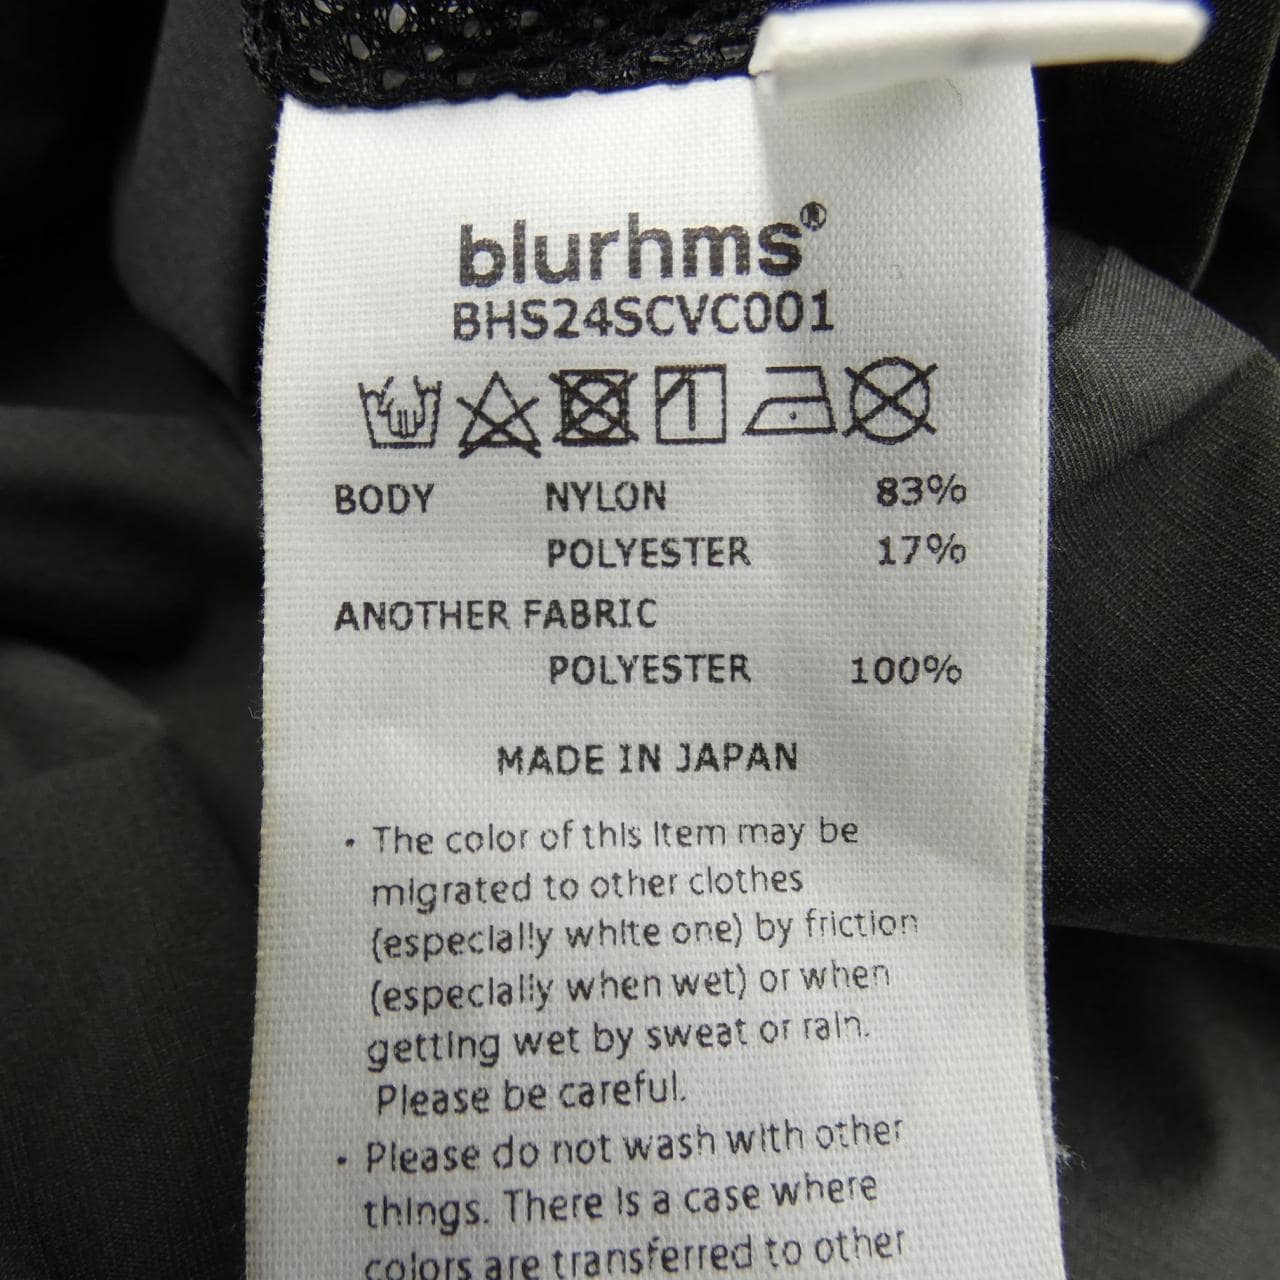 blurhms®
BHS24SCVC001
BODY NYLON 83%
POLYESTER 17%
ANOTHER FABRIC
POLYESTER 100%
MADE IN JAPAN
・The color of this item may be
migrated to other clothes
(especially white one) by friction
(especially when wet) or when
getting wet by sweat or rain.
Please be careful.
・Please do not wash with other
things. There is a case where
colors are transferred to other